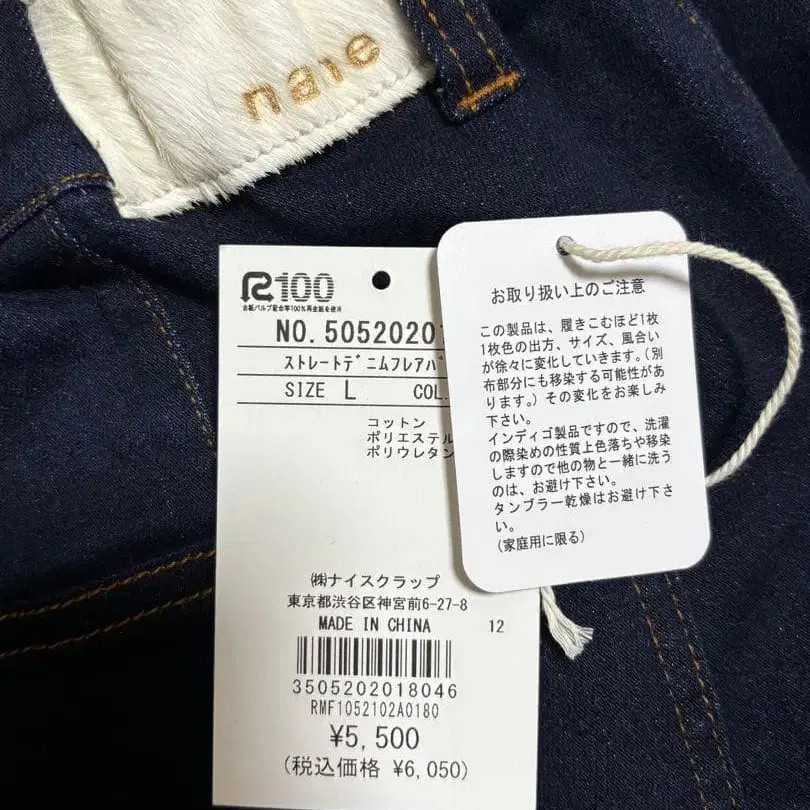 naie
R100
古紙パルプ配合率100%再生紙を使用
NO. 5052020
ストレートデニムフレアパ
SIZE L COL.
コットン
ポリエステル
ポリウレタン
㈱ナイスクラップ
東京都渋谷区神宮前6-27-8
MADE IN CHINA 12
3505202018046
RMF1052102A0180
¥5,500
(税込価格 ¥6,050)
お取り扱い上のご注意
この製品は、履きこむほど1枚
1枚色の出方、サイズ、風合い
が徐々に変化していきます。(別
布部分にも移染する可能性があ
ります。)その変化をお楽しみ
下さい。
インディゴ製品ですので、洗濯
の際染めの性質上色落ちや移染
しますので他の物と一緒に洗う
のは、お避け下さい。
タンブラー乾燥はお避け下さ
い。
(家庭用に限る)